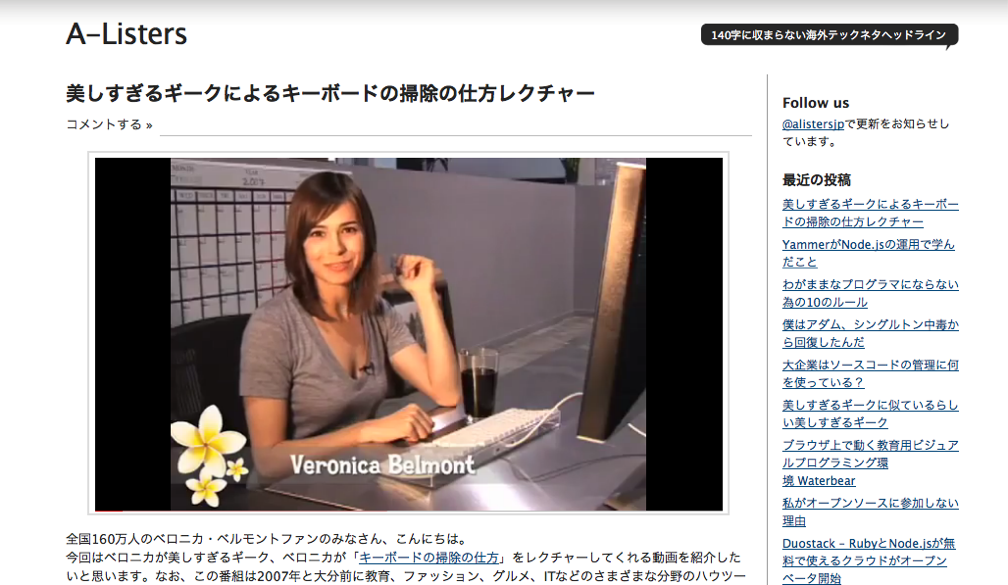 A–Listers
140字に収まらない海外テックネタヘッドライン
美しすぎるギークによるキーボードの掃除の仕方レクチャー
コメントする »
2007
Veronica Belmont
全国160万人のベロニカ・ベルモントファンのみなさん、こんにちは。
今回はベロニカが美しすぎるギーク、ベロニカが「キーボードの掃除の仕方」をレクチャーしてくれる動画を紹介した
いと思います。なお、この番組は2007年と大分前に教育、ファッション、グルメ、ITなどのさまざまな分野のハウツー
Follow us
@alistersjpで更新をお知らせし
ています。
最近の投稿
美しすぎるギークによるキーボー
ドの掃除の仕方レクチャー
YammerがNode.jsの運用で学ん
だこと
わがままなプログラマにならない
為の10のルール
僕はアダム、シングルトン中毒か
ら回復したんだ
大企業はソースコードの管理に何
を使っている？
美しすぎるギークに似ているらし
い美しすぎるギーク
ブラウザ上で動く教育用ビジュア
ルプログラミング環
境 Waterbear
私がオープンソースに参加しない
理由
Duostack – RubyとNode.jsが無
料で使えるクラウドがオープン
ベータ開始